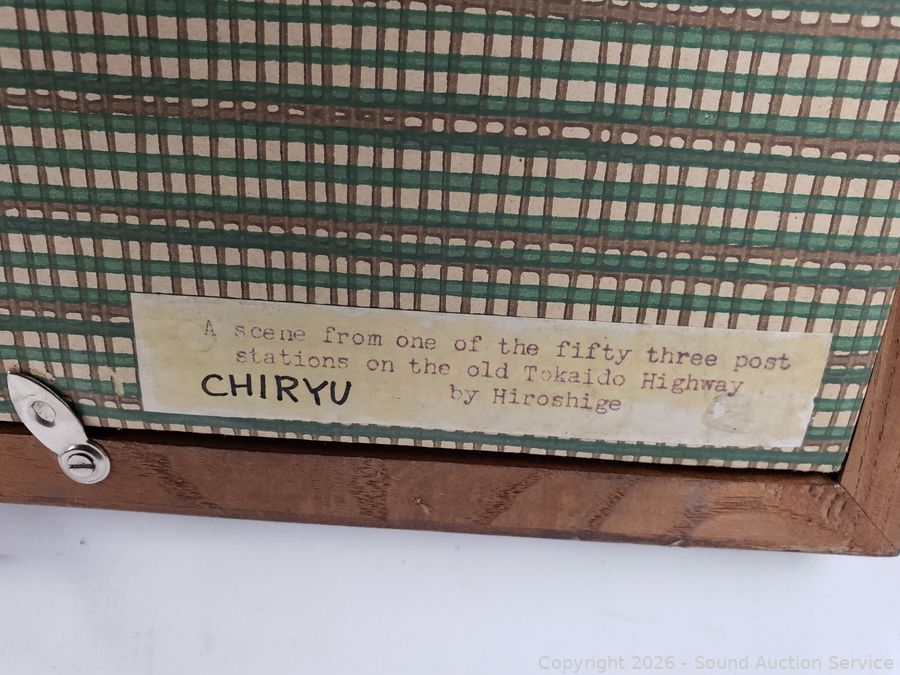 A scene from one of the fifty three post
stations on the old Tokaido Highway
CHIRYU by Hiroshige
Copyright © 2026 - Sound Auction Service